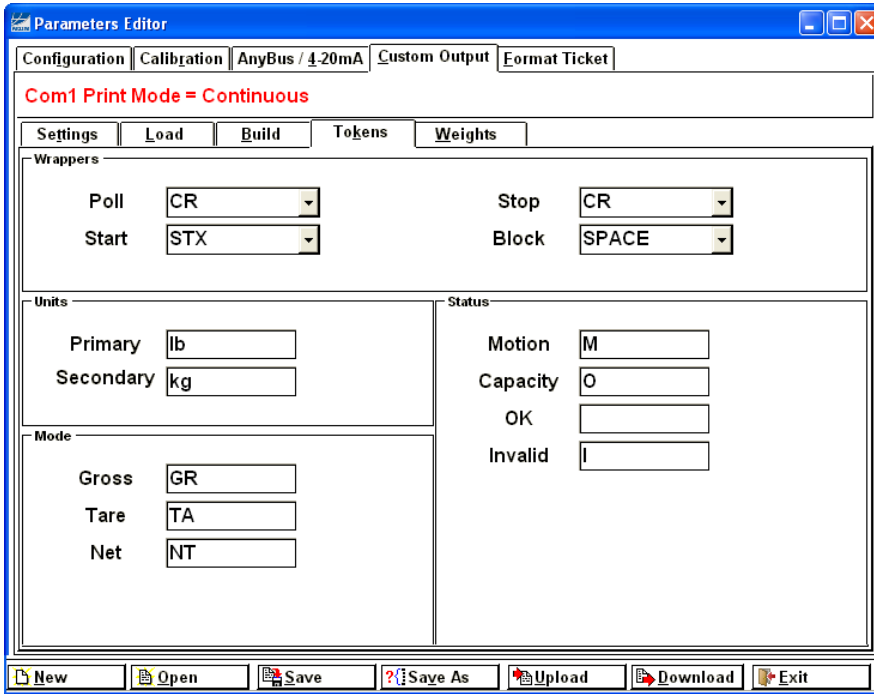 Parameters Editor
Configuration Calibration AnyBus / 4-20mA Custom Output Format Ticket
Com1 Print Mode = Continuous
Settings Load Build Tokens Weights
Wrappers
Poll CR Stop CR
Start STX Block SPACE
Units
Primary lb
Secondary kg
Status
Motion M
Capacity O
OK
Invalid I
Mode
Gross GR
Tare TA
Net NT
New Open Save ?{ Save As Upload Download Exit